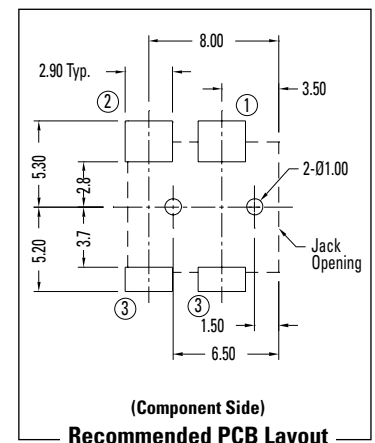 8.00
2.90 Typ.
3.50
2
1
5.30
2.8
2-Ø1.00
5.20
3.7
Jack
Opening
3
3
1.50
6.50
(Component Side)
Recommended PCB Layout